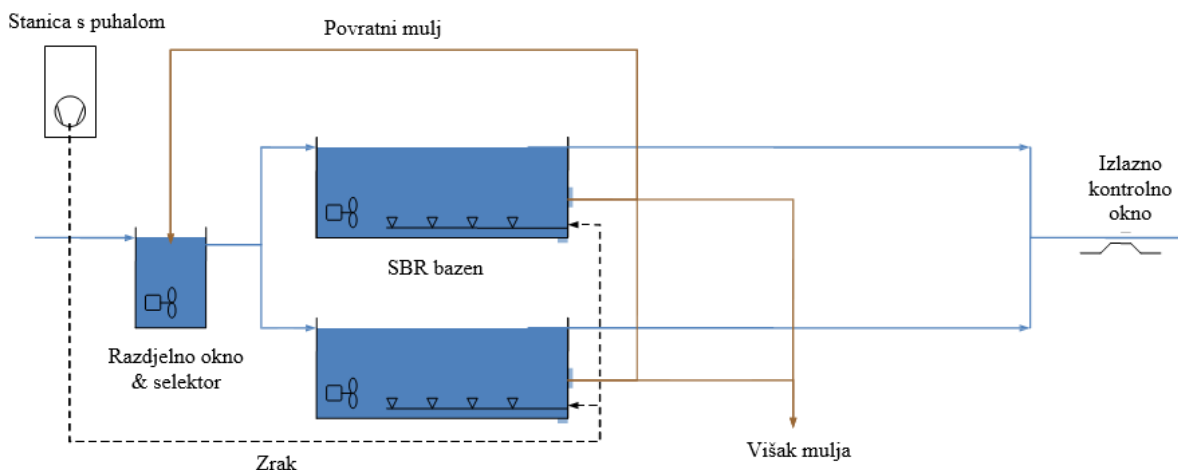 Stanica s puhalom
Povratni mulj
Izlazno
kontrolno
okno
SBR bazen
Razdjelno okno
& selektor
Višak mulja
Zrak